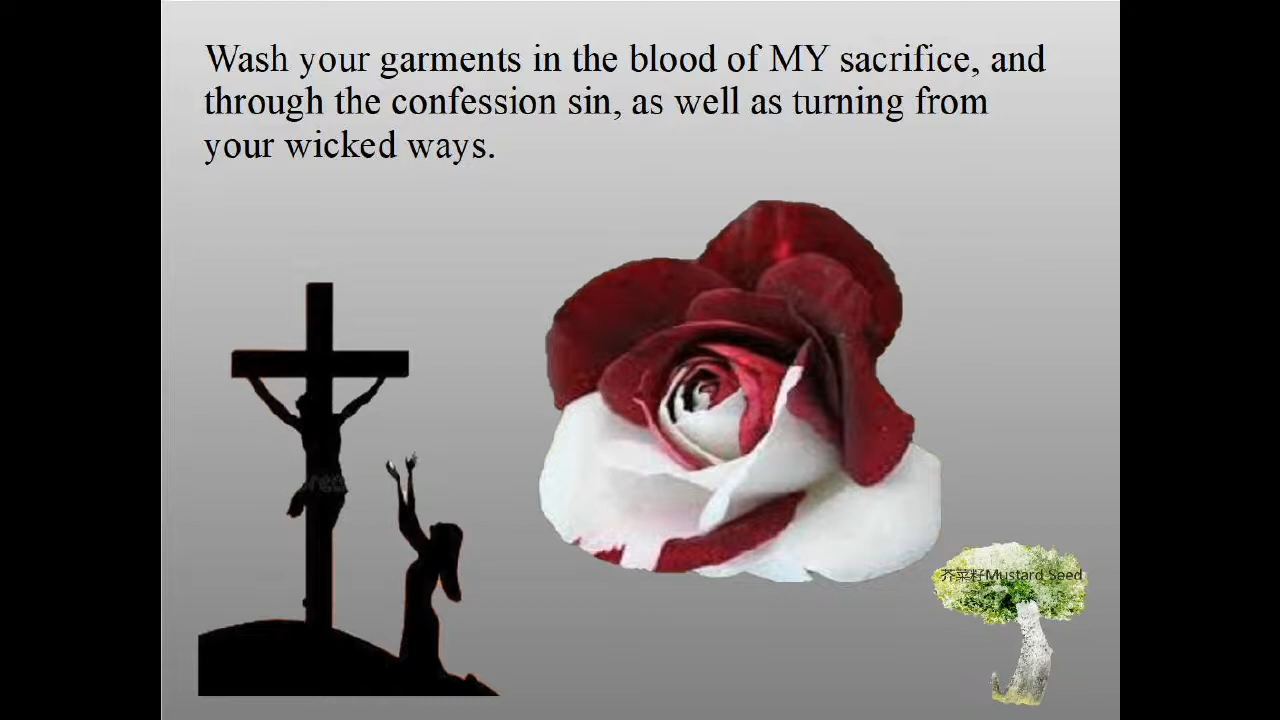 Wash your garments in the blood of MY sacrifice, and
through the confession sin, as well as turning from
your wicked ways.
芥菜籽Mustard Seed